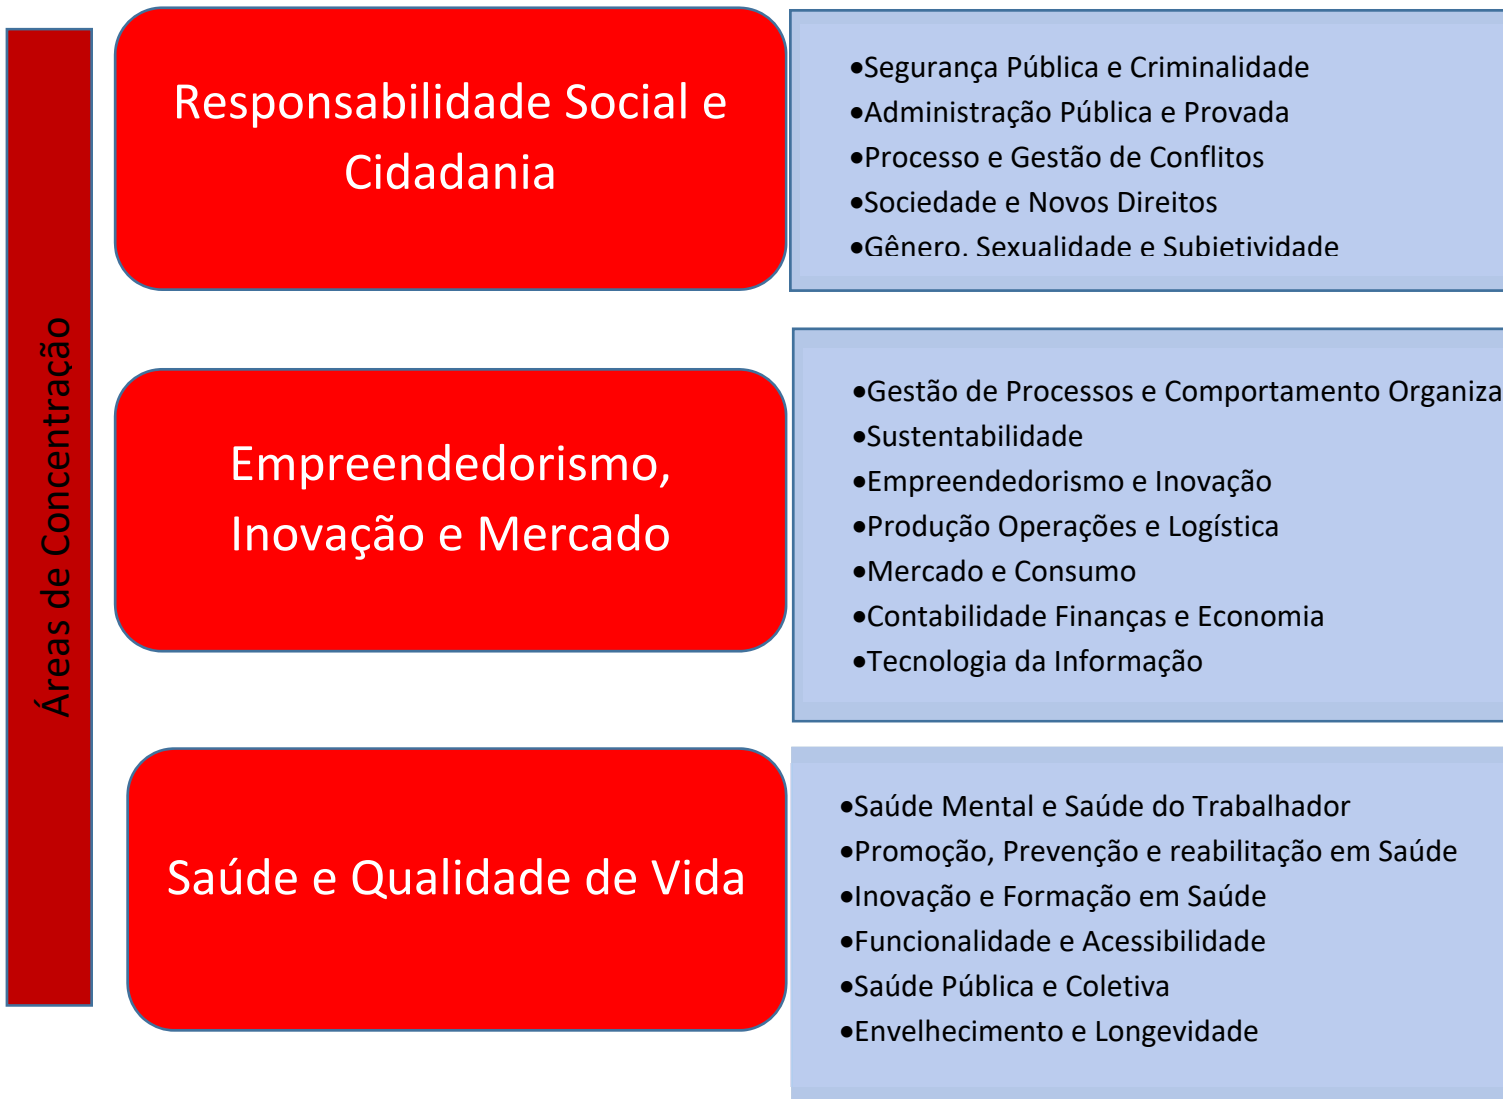 Áreas de Concentração
Responsabilidade Social e
Cidadania
•Segurança Pública e Criminalidade
•Administração Pública e Provada
•Processo e Gestão de Conflitos
•Sociedade e Novos Direitos
•Gênero, Sexualidade e Subjetividade
Empreendedorismo,
Inovação e Mercado
•Gestão de Processos e Comportamento Organiza
•Sustentabilidade
•Empreendedorismo e Inovação
•Produção Operações e Logística
•Mercado e Consumo
•Contabilidade Finanças e Economia
•Tecnologia da Informação
Saúde e Qualidade de Vida
•Saúde Mental e Saúde do Trabalhador
•Promoção, Prevenção e reabilitação em Saúde
•Inovação e Formação em Saúde
•Funcionalidade e Acessibilidade
•Saúde Pública e Coletiva
•Envelhecimento e Longevidade